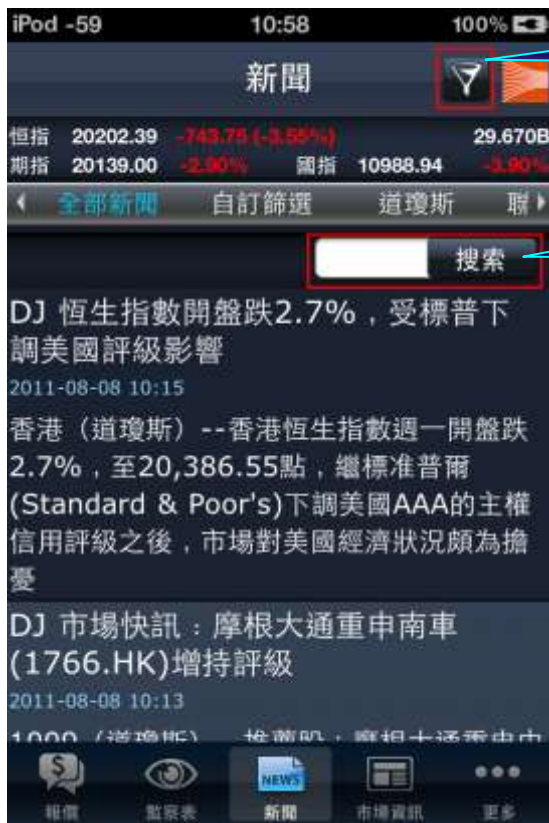 iPod -59 10:58 100%
新聞
恒指 20202.39 -743.75 (-3.55%) 29.670B
期指 20139.00 -2.90% 國指 10988.94 -3.90%
全部新聞 自訂篩選 道瓊斯 聯
搜索
DJ 恆生指數開盤跌2.7%，受標普下
調美國評級影響
2011-08-08 10:15
香港（道瓊斯）--香港恆生指數週一開盤跌
2.7%，至20,386.55點，繼標准普爾
(Standard & Poor's)下調美國AAA的主權
信用評級之後，市場對美國經濟狀況頗為擔
憂
DJ 市場快訊：摩根大通重申南車
(1766.HK)增持評級
2011-08-08 10:13
NEWS
報價 監察表 新聞 市場資訊 更多